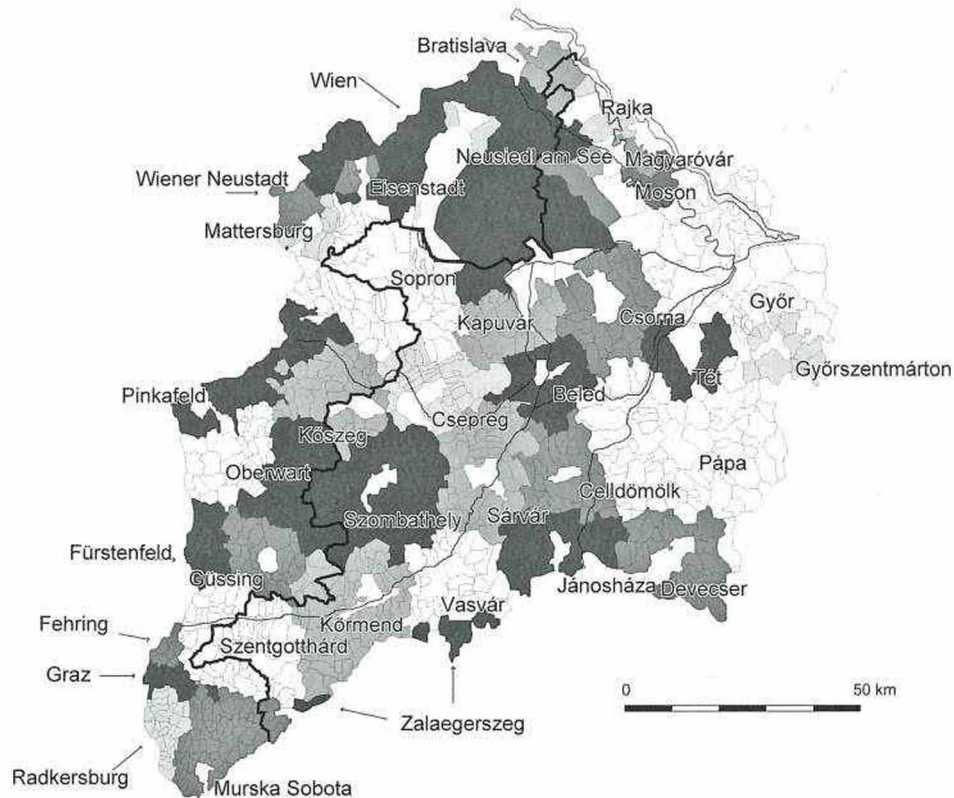 Bratislava
Wien
Rajka
Neusiedl am See
Magyaróvár
Wiener Neustadt
Eisenstadt
Moson
Mattersburg
Sopron
Győr
Kapuvár
Csorna
Győrszentmárton
Tét
Pinkafeld
Beled
Csepreg
Kőszeg
Pápa
Oberwart
Celldömölk
Szombathely
Sárvár
Fürstenfeld,
Güssing
Jánosháza
Devecser
Vasvár
Körmend
Fehring
Szentgotthárd
Graz
0 50 km
Zalaegerszeg
Radkersburg
Murska Sobota